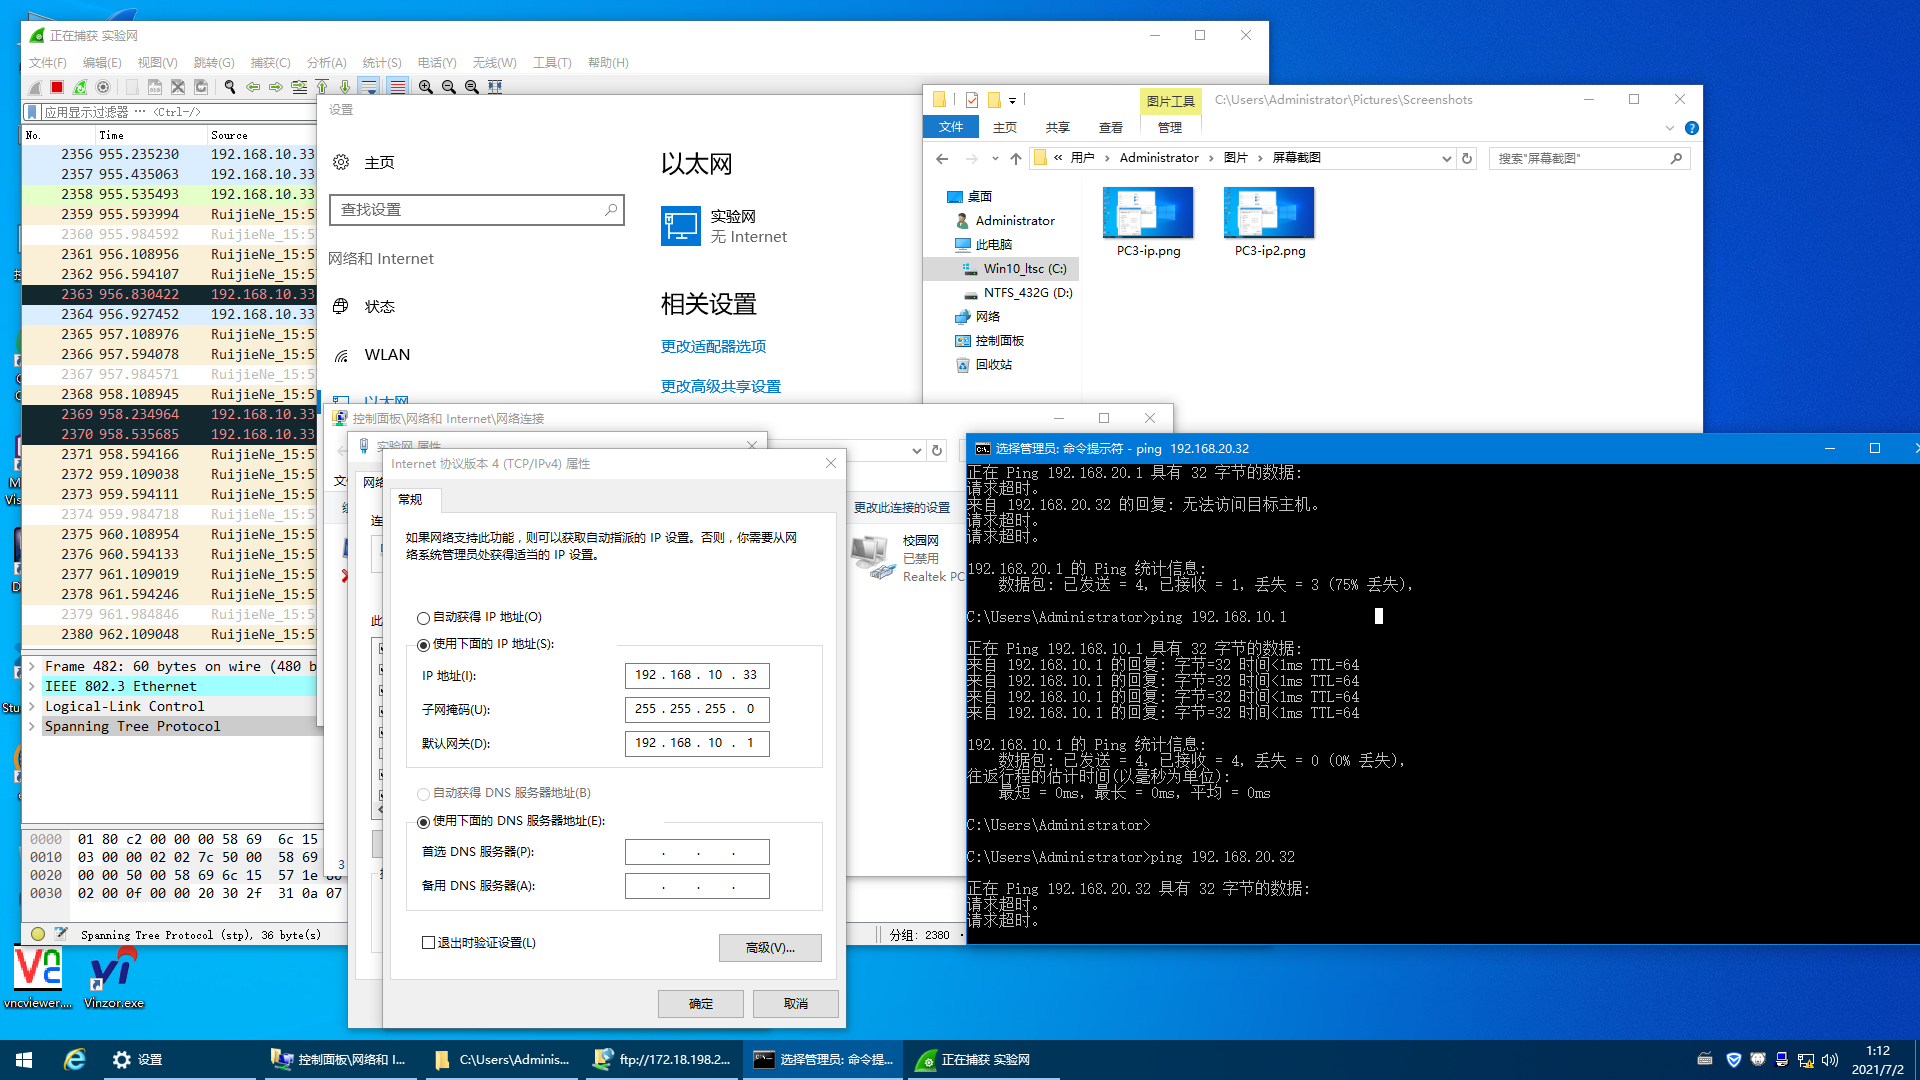 正在捕获 实验网
文件(F) 编辑(E) 视图(V) 跳转(G) 捕获(C) 分析(A) 统计(S) 电话(Y) 无线(W) 工具(T) 帮助(H)
应用显示过滤器 … <Ctrl-/>
No. Time Source
2356 955.235230 192.168.10.33
2357 955.435063 192.168.10.33
2358 955.535493 192.168.10.33
2359 955.593994 RuijieNe_15:5
2360 955.984592 RuijieNe_15:5
2361 956.108956 RuijieNe_15:5
2362 956.594107 RuijieNe_15:5
2363 956.830422 192.168.10.33
2364 956.927452 192.168.10.33
2365 957.108976 RuijieNe_15:5
2366 957.594078 RuijieNe_15:5
2367 957.984571 RuijieNe_15:5
2368 958.108945 RuijieNe_15:5
2369 958.234964 192.168.10.33
2370 958.535685 192.168.10.33
2371 958.594166 RuijieNe_15:5
2372 959.109038 RuijieNe_15:5
2373 959.594111 RuijieNe_15:5
2374 959.984718 RuijieNe_15:5
2375 960.108954 RuijieNe_15:5
2376 960.594133 RuijieNe_15:5
2377 961.109019 RuijieNe_15:5
2378 961.594246 RuijieNe_15:5
2379 961.984846 RuijieNe_15:5
2380 962.109048 RuijieNe_15:5
Frame 482: 60 bytes on wire (480 b
IEEE 802.3 Ethernet
Logical-Link Control
Spanning Tree Protocol
0000 01 80 c2 00 00 00 58 69 6c 15
0010 03 00 00 02 02 7c 50 00 58 69
0020 00 00 50 00 58 69 6c 15 57 1e
0030 02 00 0f 00 00 20 30 2f 31 0a 07
Spanning Tree Protocol (stp), 36 byte(s)
分组: 2380 ·
设置
主页
查找设置
网络和 Internet
状态
WLAN
以太网
以太网
实验网
无 Internet
相关设置
更改适配器选项
更改高级共享设置
图片工具
C:\Users\Administrator\Pictures\Screenshots
文件 主页 共享 查看 管理
« 用户 › Administrator › 图片 › 屏幕截图
搜索"屏幕截图"
桌面
Administrator
此电脑
Win10_ltsc (C:)
NTFS_432G (D:)
网络
控制面板
回收站
PC3-ip.png
PC3-ip2.png
控制面板\网络和 Internet\网络连接
更改此连接的设置
校园网
已禁用
Realtek PC
3
实验网 属性
网络
Internet 协议版本 4 (TCP/IPv4) 属性
常规
如果网络支持此功能，则可以获取自动指派的 IP 设置。否则，你需要从网
络系统管理员处获得适当的 IP 设置。
自动获得 IP 地址(O)
使用下面的 IP 地址(S):
IP 地址(I): 192 . 168 . 10 . 33
子网掩码(U): 255 . 255 . 255 . 0
默认网关(D): 192 . 168 . 10 . 1
自动获得 DNS 服务器地址(B)
使用下面的 DNS 服务器地址(E):
首选 DNS 服务器(P): . . .
备用 DNS 服务器(A): . . .
退出时验证设置(L)
高级(V)...
确定 取消
选择管理员: 命令提示符 - ping 192.168.20.32
正在 Ping 192.168.20.1 具有 32 字节的数据:
请求超时。
来自 192.168.20.32 的回复: 无法访问目标主机。
请求超时。
请求超时。
192.168.20.1 的 Ping 统计信息:
数据包: 已发送 = 4，已接收 = 1，丢失 = 3 (75% 丢失)，
C:\Users\Administrator>ping 192.168.10.1
正在 Ping 192.168.10.1 具有 32 字节的数据:
来自 192.168.10.1 的回复: 字节=32 时间<1ms TTL=64
来自 192.168.10.1 的回复: 字节=32 时间<1ms TTL=64
来自 192.168.10.1 的回复: 字节=32 时间<1ms TTL=64
来自 192.168.10.1 的回复: 字节=32 时间<1ms TTL=64
192.168.10.1 的 Ping 统计信息:
数据包: 已发送 = 4，已接收 = 4，丢失 = 0 (0% 丢失)，
往返行程的估计时间(以毫秒为单位):
最短 = 0ms，最长 = 0ms，平均 = 0ms
C:\Users\Administrator>
C:\Users\Administrator>ping 192.168.20.32
正在 Ping 192.168.20.32 具有 32 字节的数据:
请求超时。
请求超时。
vncviewer....
Vinzor.exe
设置
控制面板\网络和 I...
C:\Users\Adminis...
ftp://172.18.198.2...
选择管理员: 命令提...
正在捕获 实验网
1:12
2021/7/2